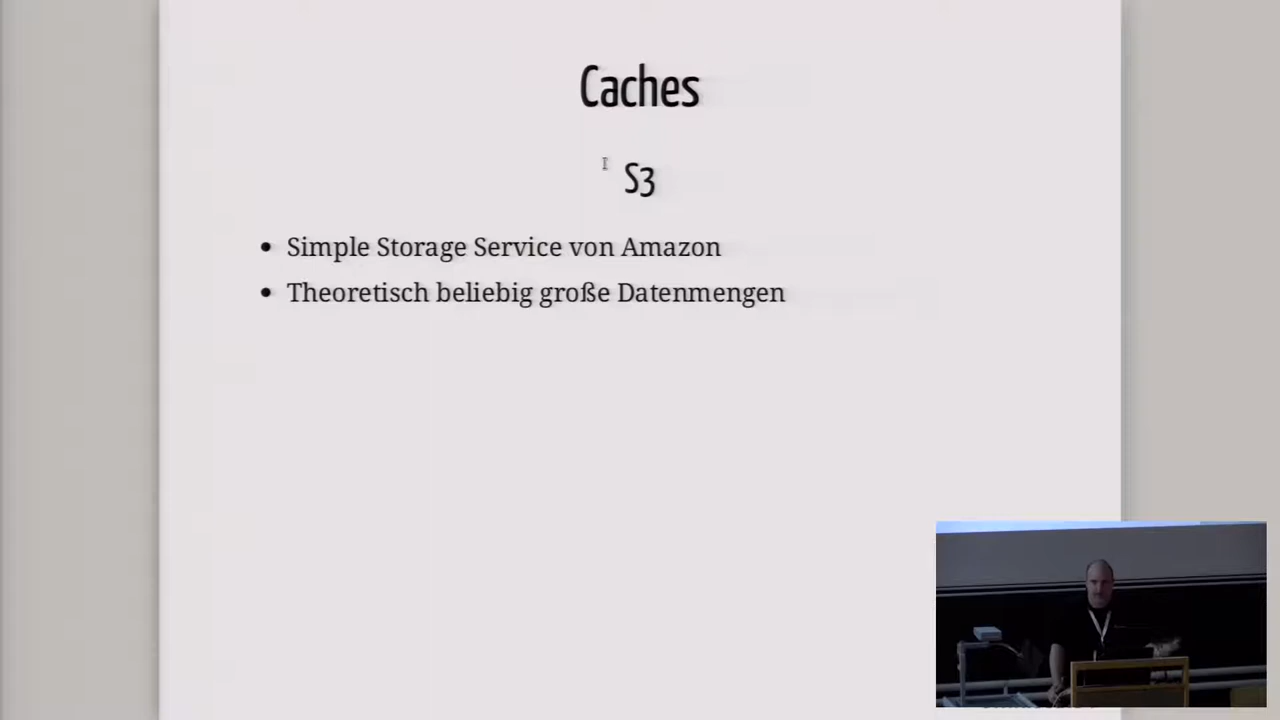 Caches
S3
Simple Storage Service von Amazon
Theoretisch beliebig große Datenmengen